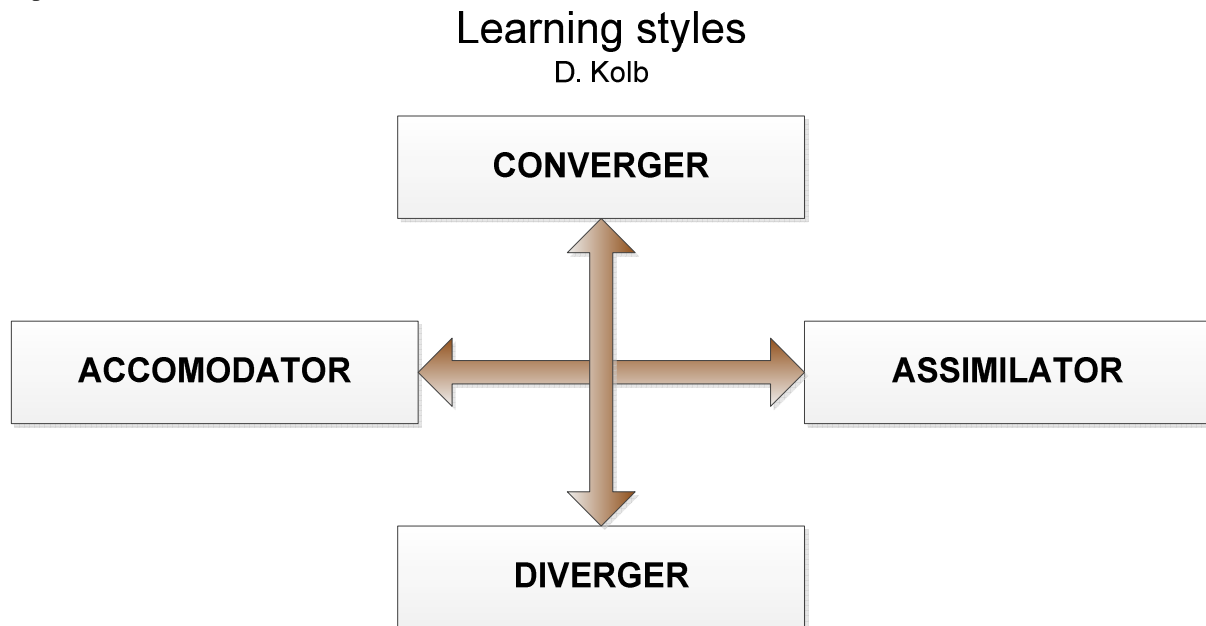 Learning styles
D. Kolb
CONVERGER
ACCOMODATOR
ASSIMILATOR
DIVERGER